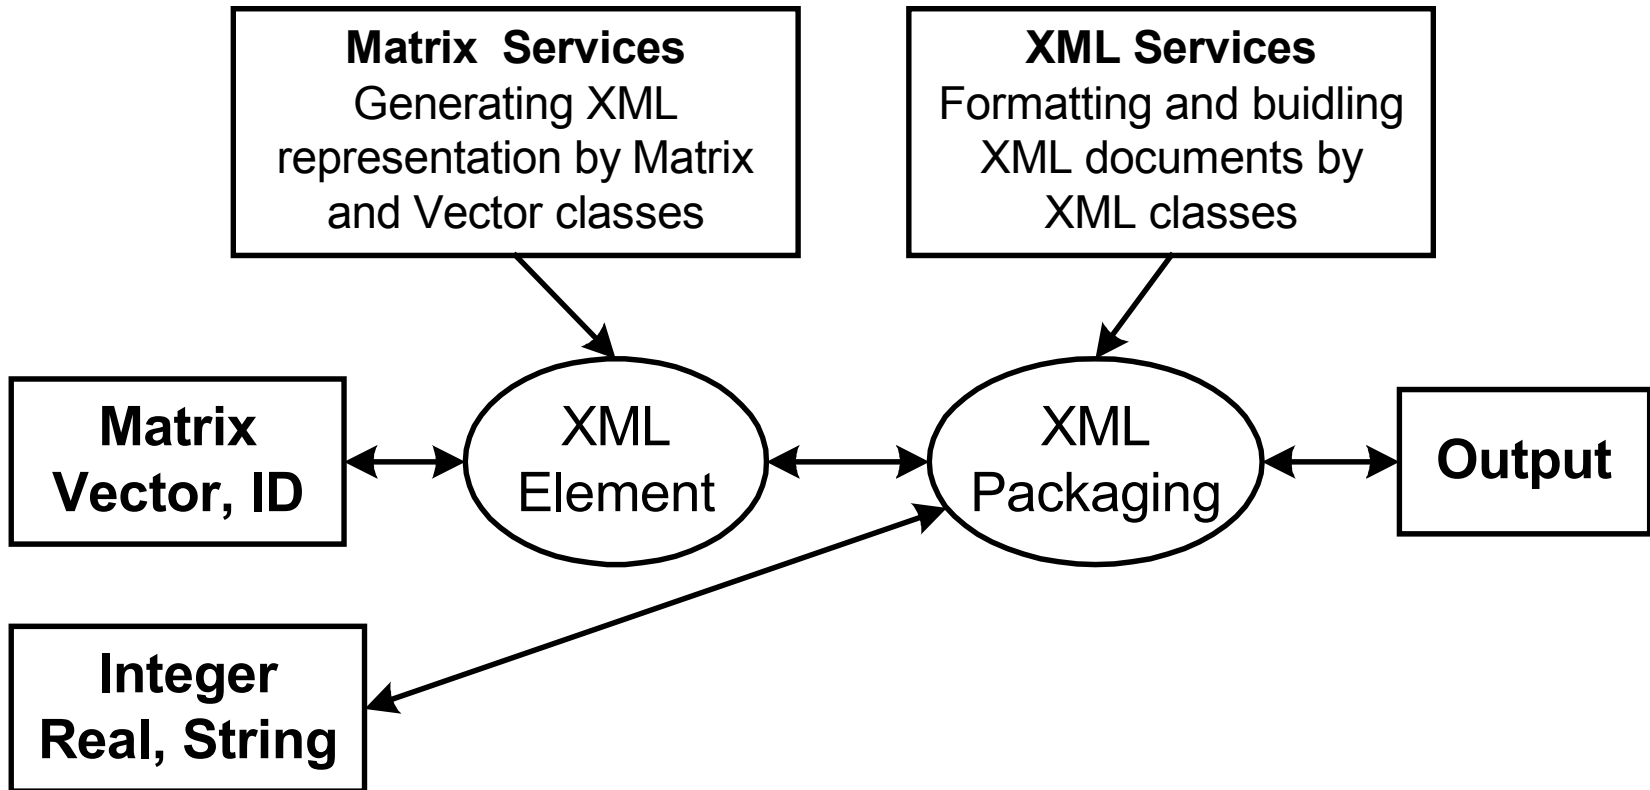 Matrix Services
Generating XML
representation by Matrix
and Vector classes
XML Services
Formatting and buidling
XML documents by
XML classes
Matrix
Vector, ID
XML
Element
XML
Packaging
Output
Integer
Real, String